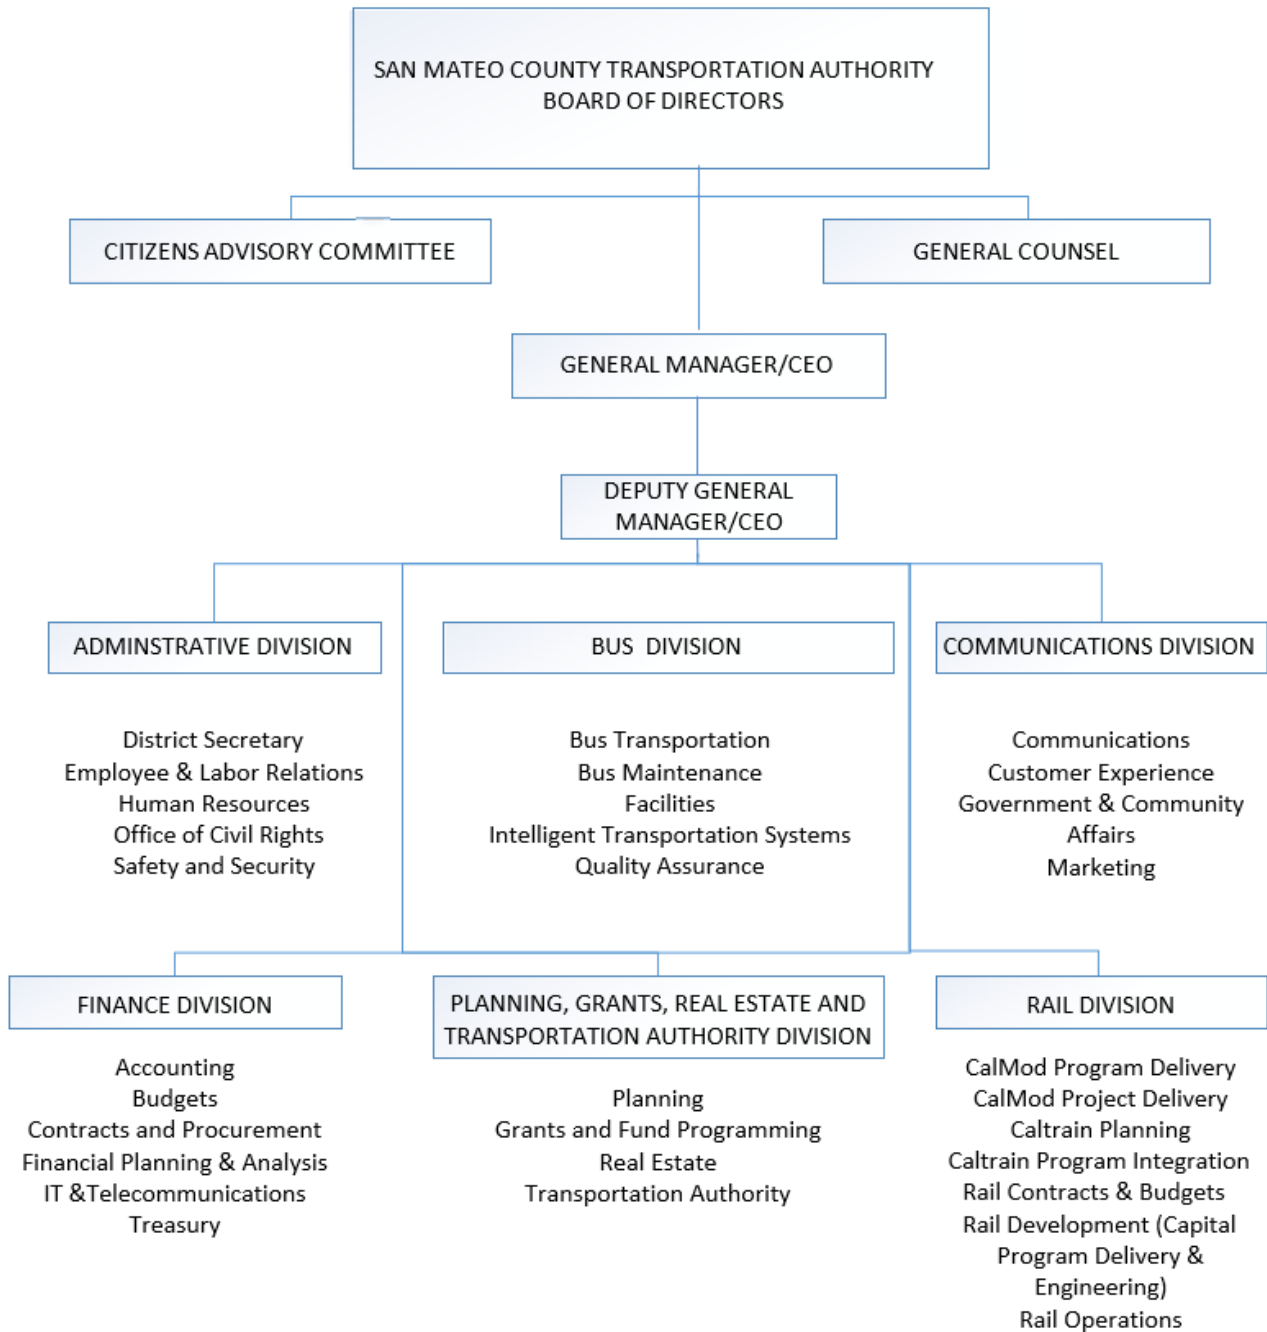 SAN MATEO COUNTY TRANSPORTATION AUTHORITY
BOARD OF DIRECTORS
CITIZENS ADVISORY COMMITTEE
GENERAL COUNSEL
GENERAL MANAGER/CEO
DEPUTY GENERAL
MANAGER/CEO
ADMINSTRATIVE DIVISION
District Secretary
Employee & Labor Relations
Human Resources
Office of Civil Rights
Safety and Security
BUS DIVISION
Bus Transportation
Bus Maintenance
Facilities
Intelligent Transportation Systems
Quality Assurance
COMMUNICATIONS DIVISION
Communications
Customer Experience
Government & Community
Affairs
Marketing
FINANCE DIVISION
Accounting
Budgets
Contracts and Procurement
Financial Planning & Analysis
IT &Telecommunications
Treasury
PLANNING, GRANTS, REAL ESTATE AND
TRANSPORTATION AUTHORITY DIVISION
Planning
Grants and Fund Programming
Real Estate
Transportation Authority
RAIL DIVISION
CalMod Program Delivery
CalMod Project Delivery
Caltrain Planning
Caltrain Program Integration
Rail Contracts & Budgets
Rail Development (Capital
Program Delivery &
Engineering)
Rail Operations